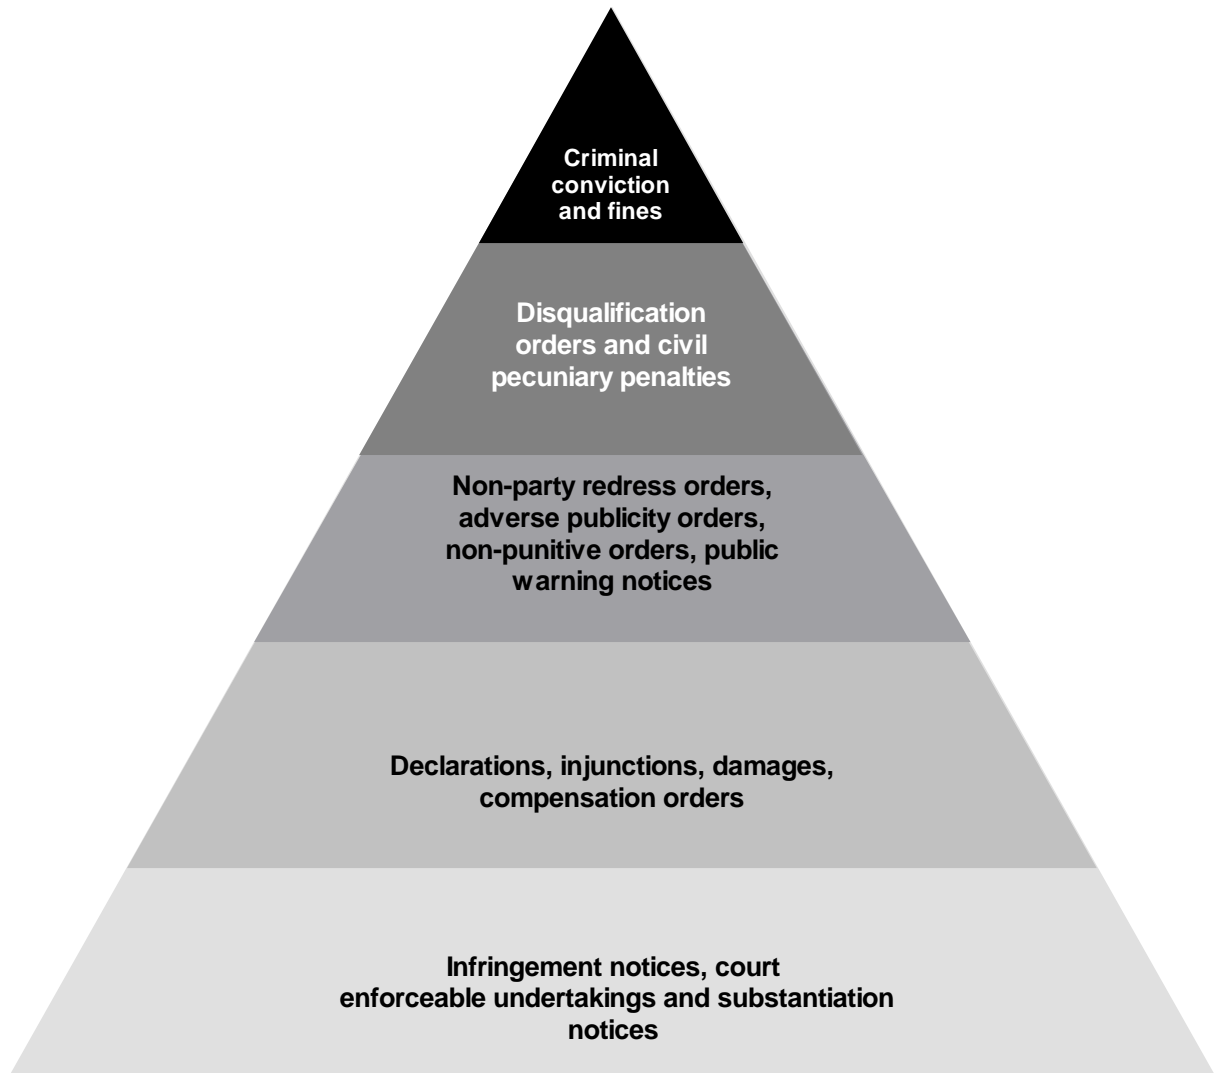 Criminal
conviction
and fines
Disqualification
orders and civil
pecuniary penalties
Non-party redress orders,
adverse publicity orders,
non-punitive orders, public
warning notices
Declarations, injunctions, damages,
compensation orders
Infringement notices, court
enforceable undertakings and substantiation
notices